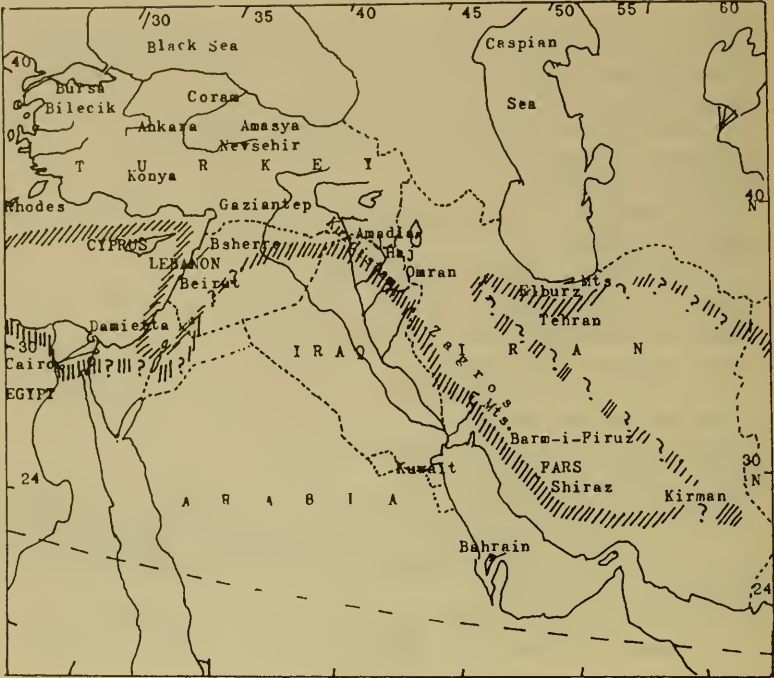 30 35 40 45 50 55 60
Black Sea
Caspian
Sea
40
Bursa
Bilecik
Coram
Ankara
Amasya
Nevsehir
T U R K E Y
Konya
Rhodes
Gaziantep
40
N
CYPRUS
Bsherre
Amadia
Haj
Omran
LEBANON
Beirut
Elburz Mts
Tehran
Damietta
30
Cairo
EGYPT
I R A Q
Zagros
Mts.
I R A N
Barm-i-Firuz
Kuwait
FARS
Shiraz
Kirman
30
N
24
A R A B I A
Bahrain
24